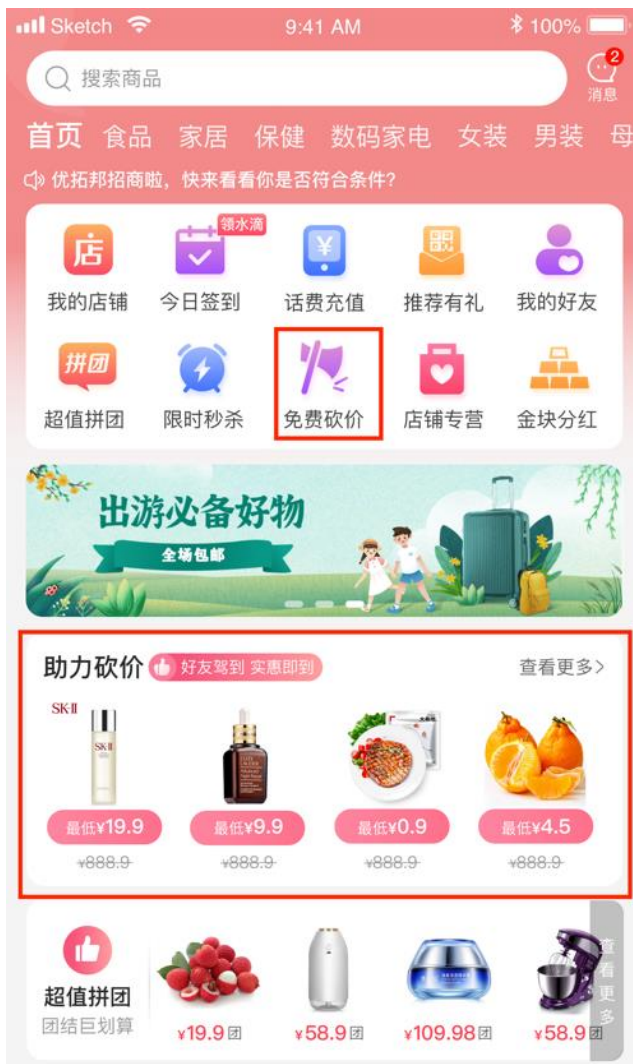 Sketch 9:41 AM 100%
搜索商品
2
消息
首页 食品 家居 保健 数码家电 女装 男装 母
优拓邦招商啦，快来看看你是否符合条件?
领水滴
店 ¥
我的店铺 今日签到 话费充值 推荐有礼 我的好友
拼团
超值拼团 限时秒杀 免费砍价 店铺专营 金块分红
出游必备好物
全场包邮
助力砍价 好友驾到 实惠即到 查看更多>
SK-II
SK-II
最低¥19.9 最低¥9.9 最低¥0.9 最低¥4.5
¥888.9 ¥888.9 ¥888.9 ¥888.9
超值拼团
团结巨划算
¥19.9团 ¥58.9团 ¥109.98团 ¥58.9团
查看更多